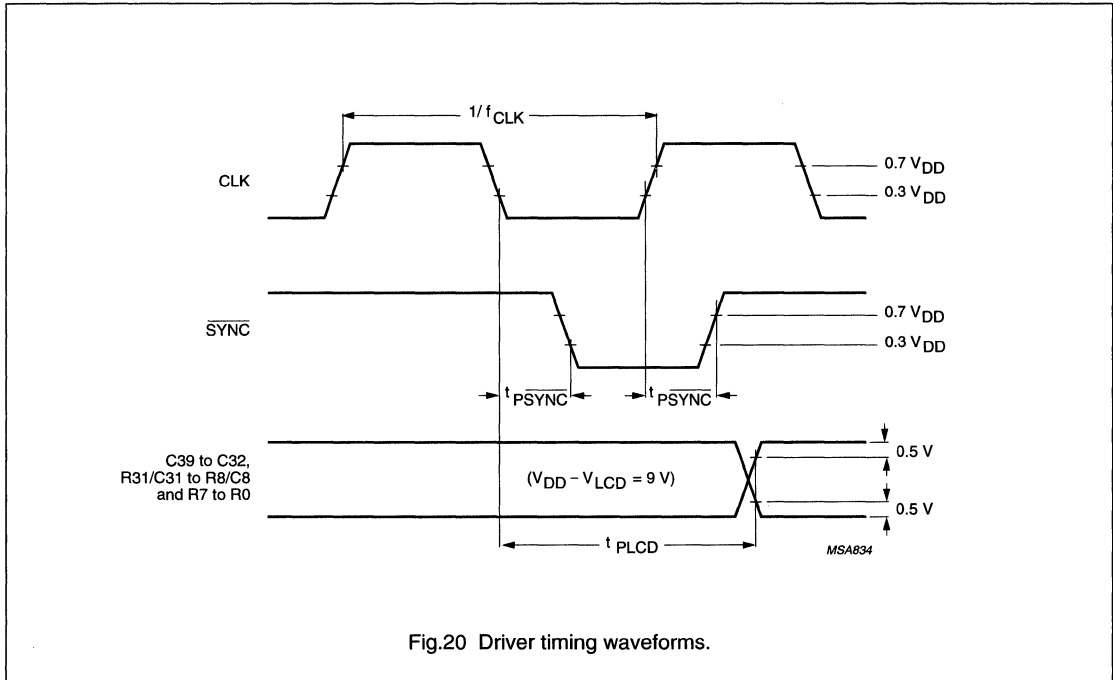 1/ fCLK
CLK
0.7 VDD
0.3 VDD
SYNC
0.7 VDD
0.3 VDD
t PSYNC
t PSYNC
C39 to C32,
R31/C31 to R8/C8
and R7 to R0
(VDD – VLCD = 9 V)
0.5 V
0.5 V
t PLCD
MSA834
Fig.20 Driver timing waveforms.